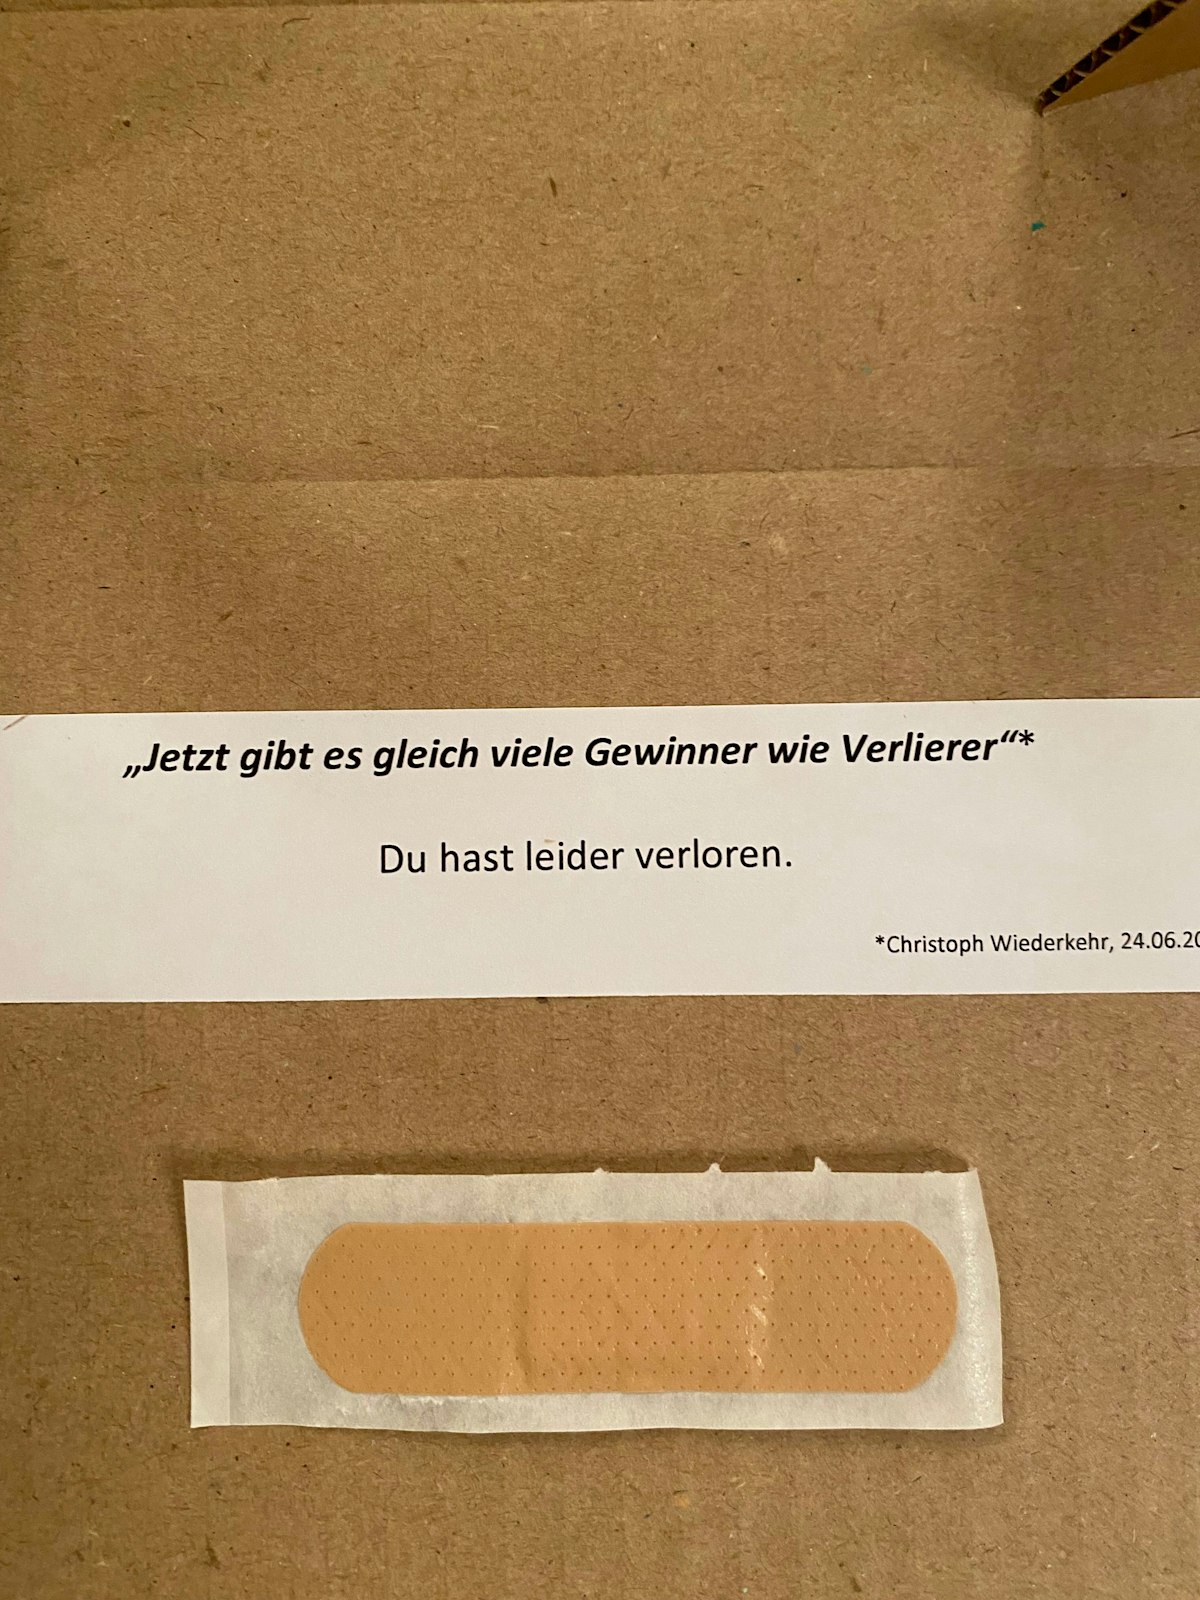 „Jetzt gibt es gleich viele Gewinner wie Verlierer“*
Du hast leider verloren.
*Christoph Wiederkehr, 24.06.20